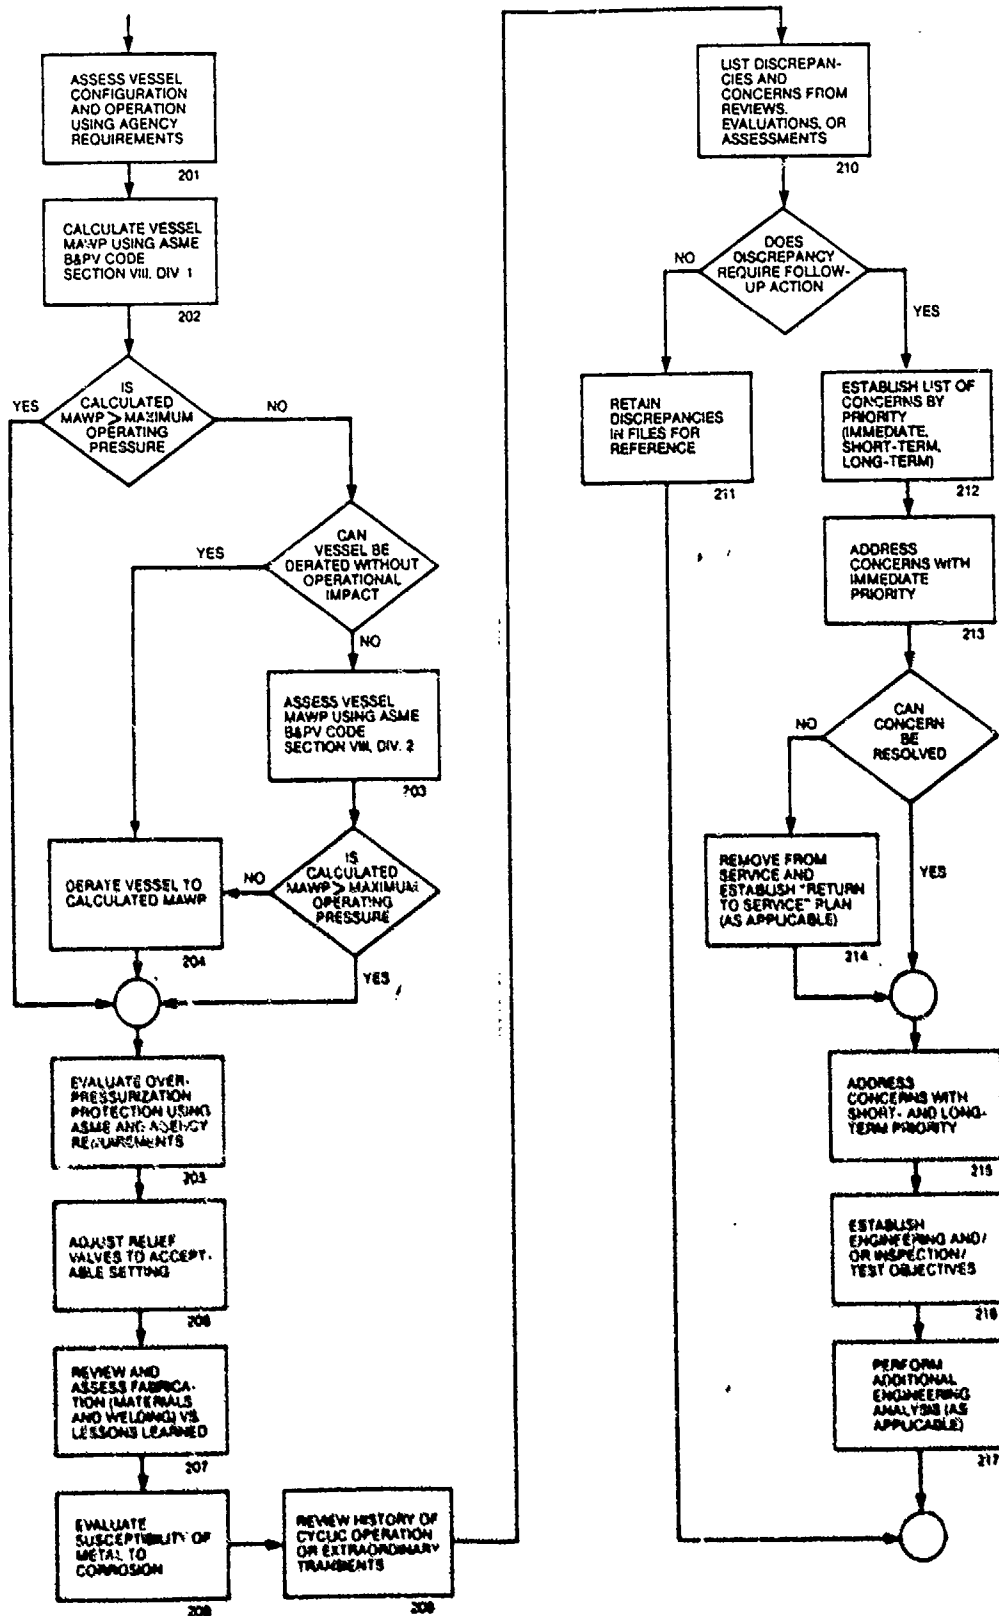 ASSESS VESSEL
CONFIGURATION
AND OPERATION
USING AGENCY
REQUIREMENTS
201
CALCULATE VESSEL
MAWP USING ASME
B&PV CODE
SECTION VIII, DIV. 1
202
IS
CALCULATED
MAWP > MAXIMUM
OPERATING
PRESSURE
YES
NO
CAN
VESSEL BE
DERATED WITHOUT
OPERATIONAL
IMPACT
YES
NO
ASSESS VESSEL
MAWP USING ASME
B&PV CODE
SECTION VIII, DIV. 2
203
IS
CALCULATED
MAWP > MAXIMUM
OPERATING
PRESSURE
NO
YES
DERATE VESSEL TO
CALCULATED MAWP
204
EVALUATE OVER-
PRESSURIZATION
PROTECTION USING
ASME AND AGENCY
REQUIREMENTS
205
ADJUST RELIEF
VALVES TO ACCEPT-
ABLE SETTING
206
REVIEW AND
ASSESS FABRICA-
TION (MATERIALS
AND WELDING) VS.
LESSONS LEARNED
207
EVALUATE
SUSCEPTIBILITY OF
METAL TO
CORROSION
208
REVIEW HISTORY OF
CYCLIC OPERATION
OR EXTRAORDINARY
TRANSIENTS
209
LIST DISCREPAN-
CIES AND
CONCERNS FROM
REVIEWS,
EVALUATIONS, OR
ASSESSMENTS
210
DOES
DISCREPANCY
REQUIRE FOLLOW-
UP ACTION
NO
YES
RETAIN
DISCREPANCIES
IN FILES FOR
REFERENCE
211
ESTABLISH LIST OF
CONCERNS BY
PRIORITY
(IMMEDIATE,
SHORT-TERM,
LONG-TERM)
212
ADDRESS
CONCERNS WITH
IMMEDIATE
PRIORITY
213
CAN
CONCERN
BE
RESOLVED
NO
YES
REMOVE FROM
SERVICE AND
ESTABLISH "RETURN
TO SERVICE" PLAN
(AS APPLICABLE)
214
ADDRESS
CONCERNS WITH
SHORT- AND LONG-
TERM PRIORITY
215
ESTABLISH
ENGINEERING AND/
OR INSPECTION/
TEST OBJECTIVES
216
PERFORM
ADDITIONAL
ENGINEERING
ANALYSIS (AS
APPLICABLE)
217